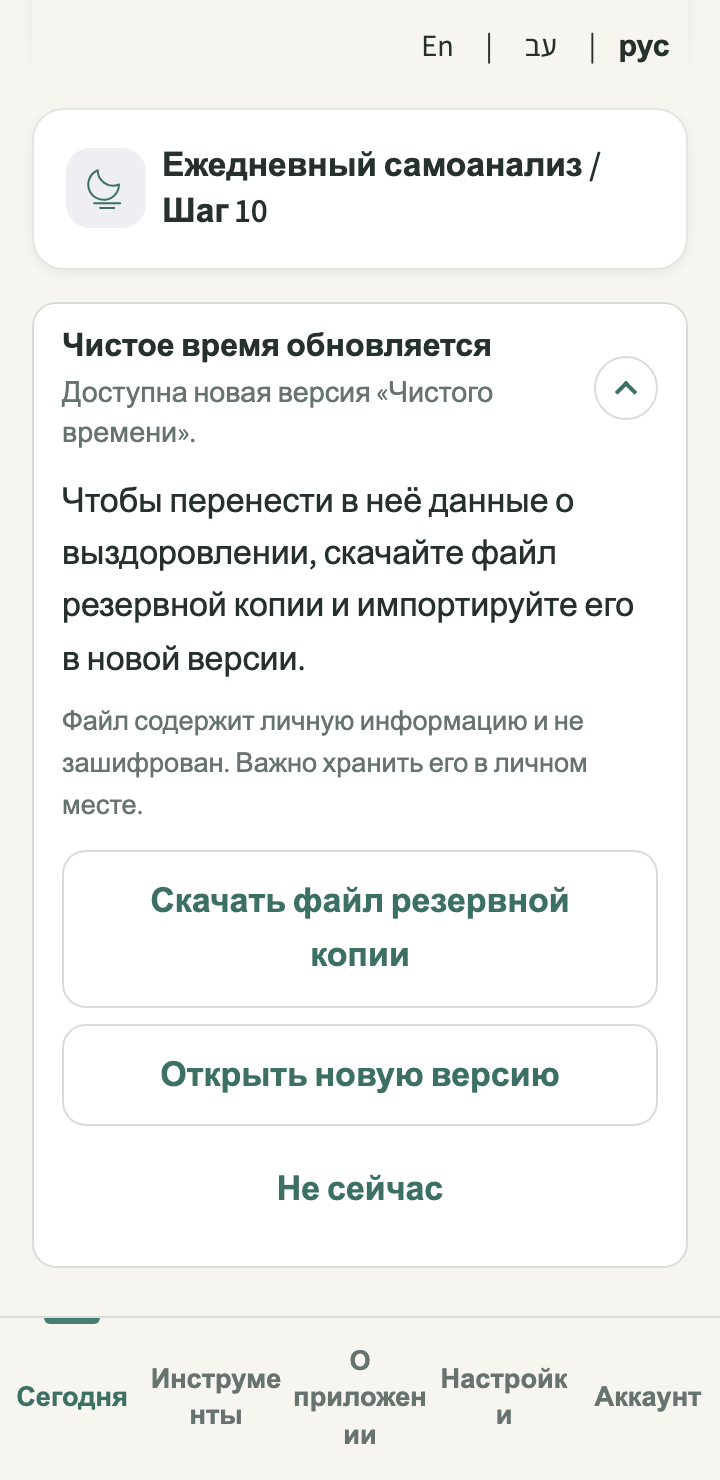 En | עב | рус
Ежедневный самоанализ /
Шаг 10
Чистое время обновляется
Доступна новая версия «Чистого
времени».
Чтобы перенести в неё данные о
выздоровлении, скачайте файл
резервной копии и импортируйте его
в новой версии.
Файл содержит личную информацию и не
зашифрован. Важно хранить его в личном
месте.
Скачать файл резервной
копии
Открыть новую версию
Не сейчас
Сегодня
Инструме
нты
О
приложен
ии
Настройк
и
Аккаунт